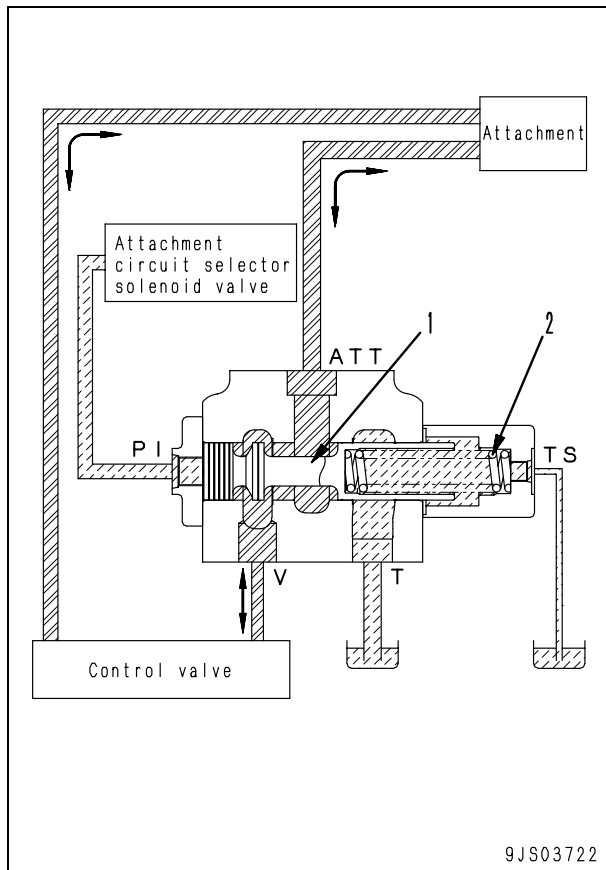 Attachment
Attachment
circuit selector
solenoid valve
1
2
ATT
PI
TS
V
T
Control valve
9JS03722